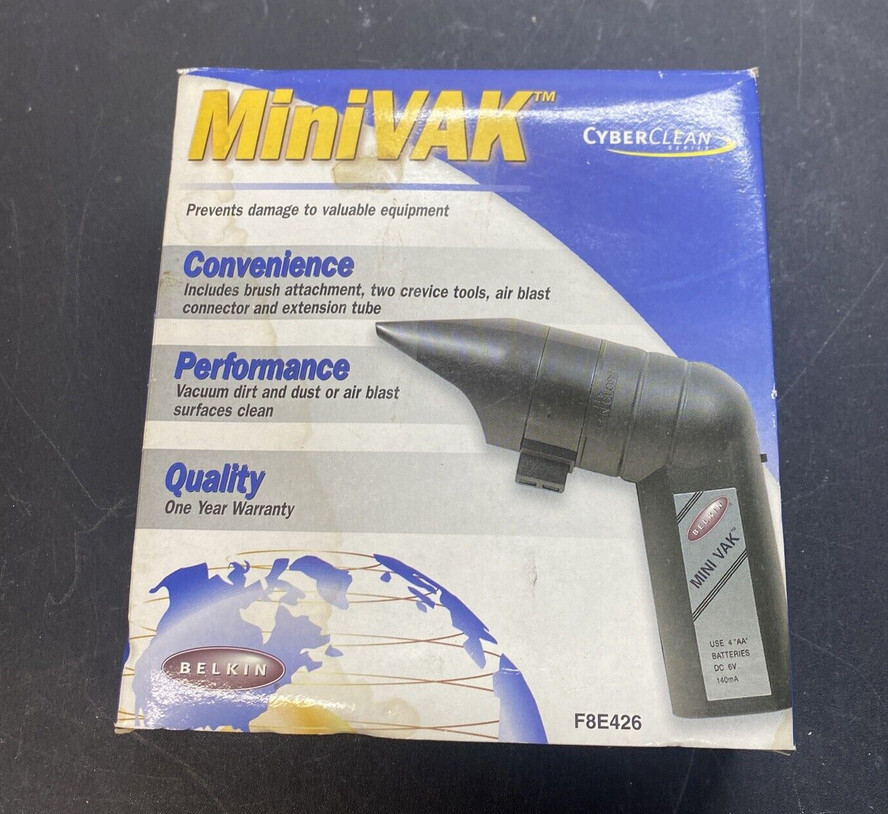 MiniVAK™
CYBERCLEAN
SERIES
Prevents damage to valuable equipment
Convenience
Includes brush attachment, two crevice tools, air blast
connector and extension tube
Performance
Vacuum dirt and dust or air blast
surfaces clean
Quality
One Year Warranty
BELKIN
MINI VAK™
USE 4 "AA"
BATTERIES
DC 6V
140mA
BELKIN
F8E426